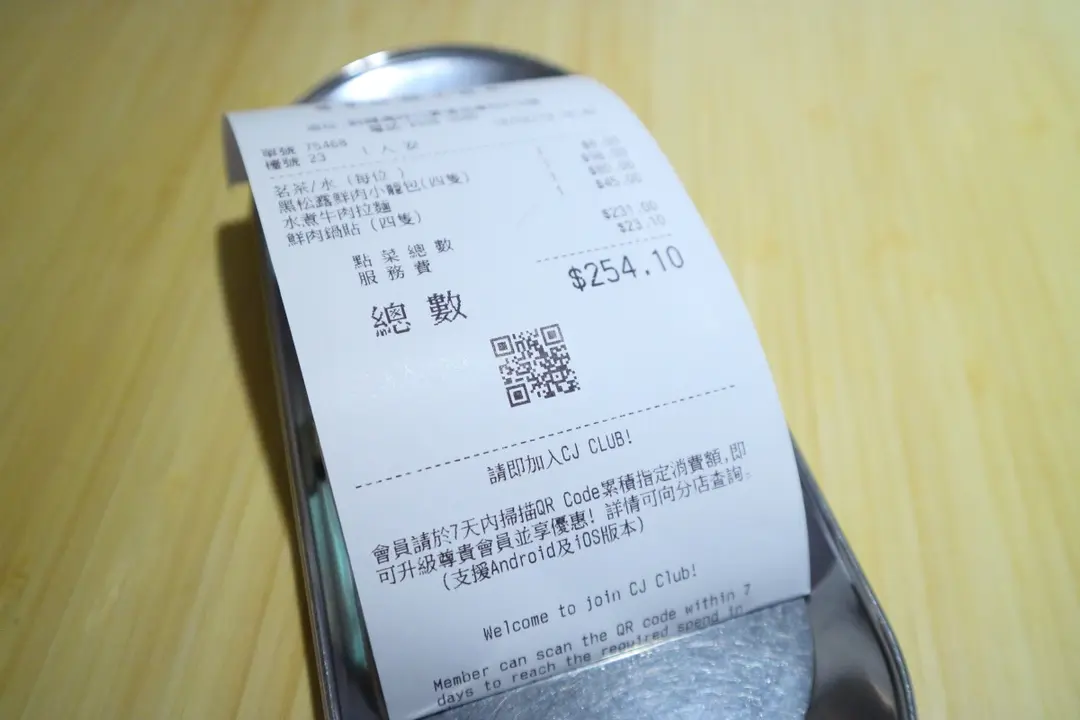 單號 75468 1 人
檯號 23
茗茶/水 (每位 )
黑松露鮮肉小籠包(四隻) 1
水煮牛肉拉麵 1
鮮肉鍋貼 (四隻) 1 $45.00
點菜總數 $231.00
服務費 $23.10
總數 $254.10
請即加入CJ CLUB!
會員請於7天內掃描QR Code累積指定消費額,即
可升級尊貴會員並享優惠! 詳情可向分店查詢。
(支援Android及iOS版本)
Welcome to join CJ Club!
Member can scan the QR code within 7
days to reach the required spend in